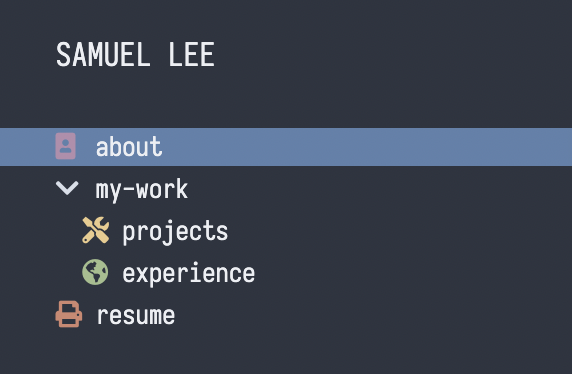 SAMUEL LEE
about
my-work
projects
experience
resume